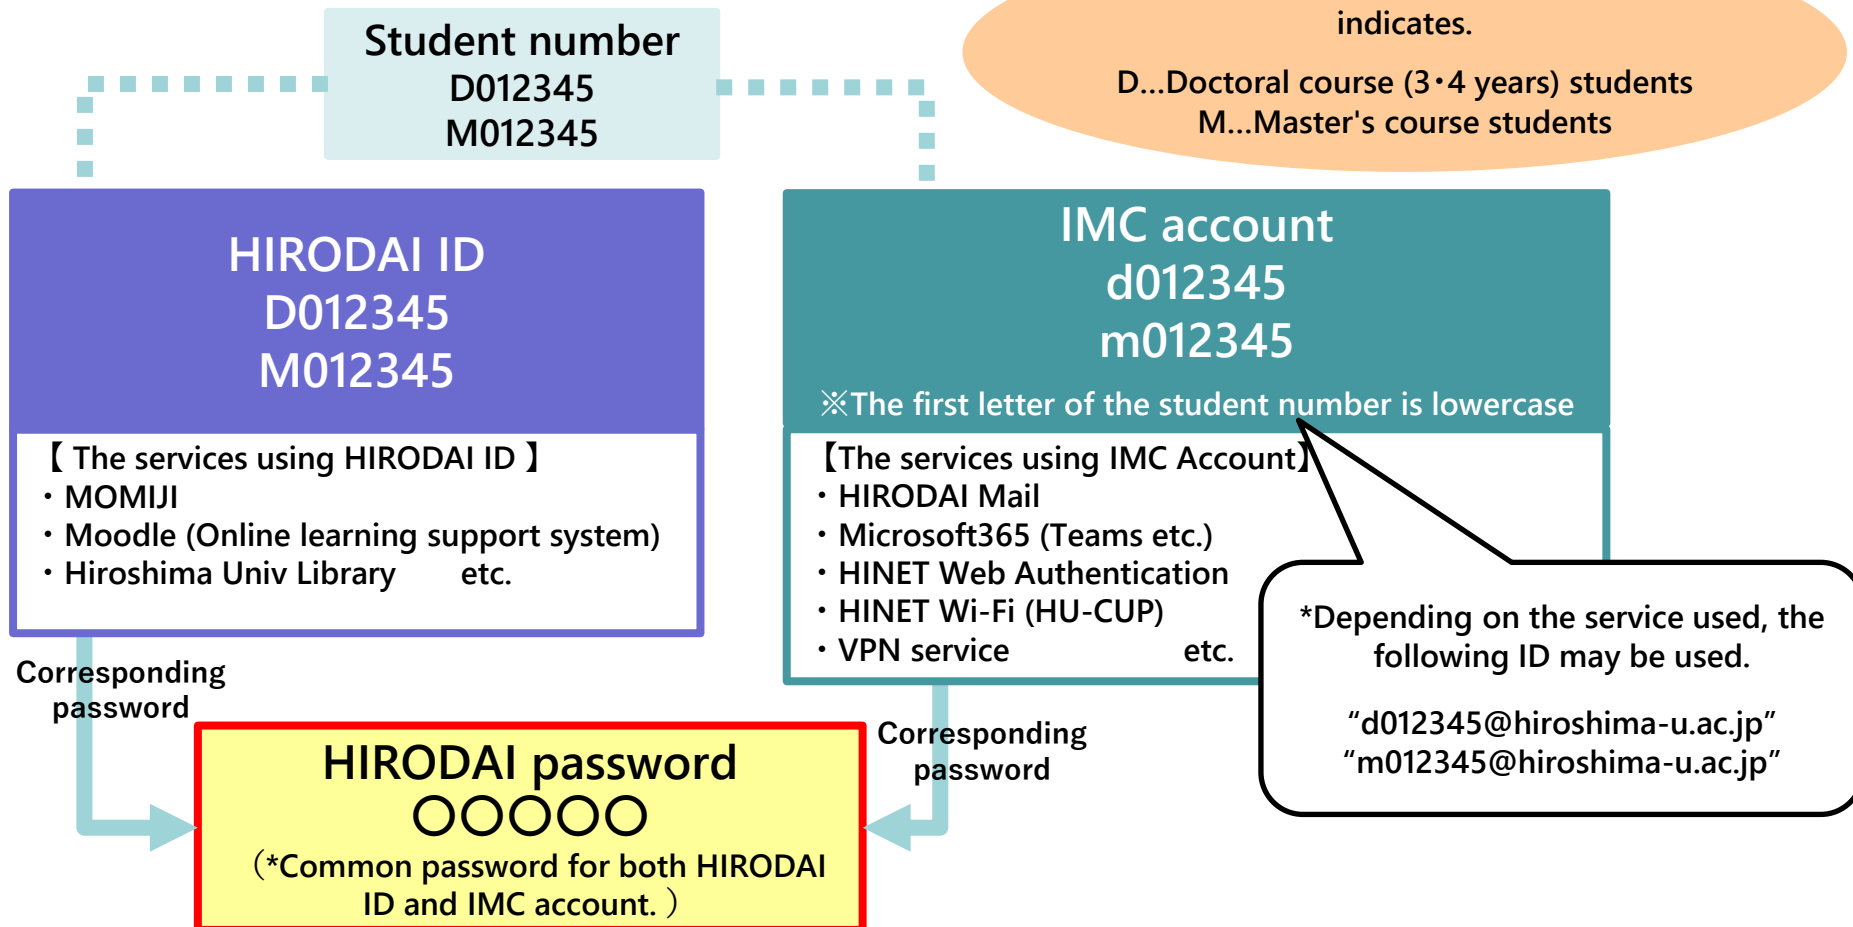 Student number
D012345
M012345
indicates.
D…Doctoral course (3・4 years) students
M…Master's course students
HIRODAI ID
D012345
M012345
【 The services using HIRODAI ID 】
・MOMIJI
・Moodle (Online learning support system)
・Hiroshima Univ Library etc.
IMC account
d012345
m012345
※The first letter of the student number is lowercase
【The services using IMC Account】
・HIRODAI Mail
・Microsoft365 (Teams etc.)
・HINET Web Authentication
・HINET Wi-Fi (HU-CUP)
・VPN service etc.
*Depending on the service used, the
following ID may be used.
“d012345@hiroshima-u.ac.jp”
“m012345@hiroshima-u.ac.jp”
Corresponding
password
Corresponding
password
HIRODAI password
○○○○○
（*Common password for both HIRODAI
ID and IMC account. ）